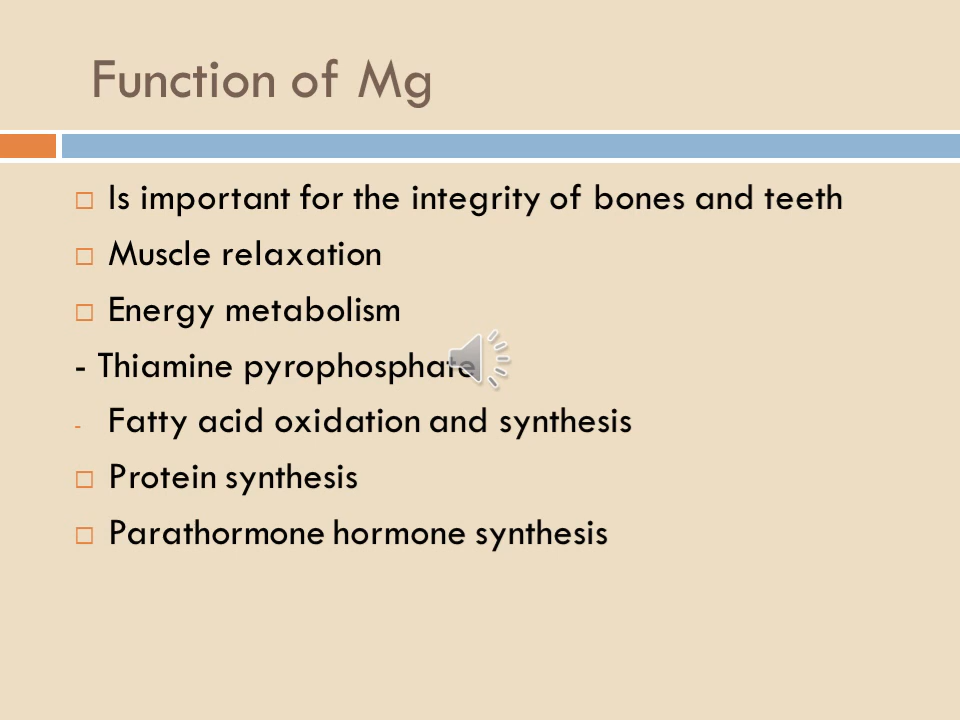 Function of Mg
Is important for the integrity of bones and teeth
Muscle relaxation
Energy metabolism
- Thiamine pyrophosphate
- Fatty acid oxidation and synthesis
Protein synthesis
Parathormone hormone synthesis